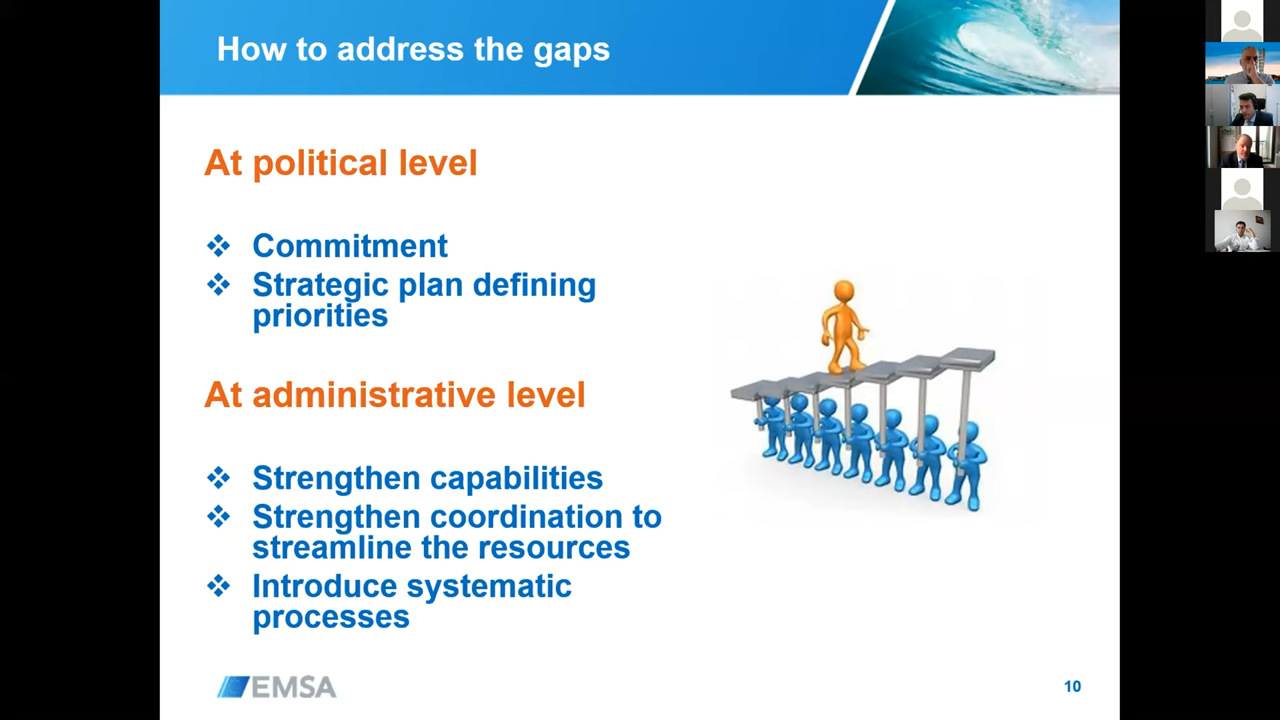 How to address the gaps
At political level
❖ Commitment
❖ Strategic plan defining
priorities
At administrative level
❖ Strengthen capabilities
❖ Strengthen coordination to
streamline the resources
❖ Introduce systematic
processes
EMSA
10